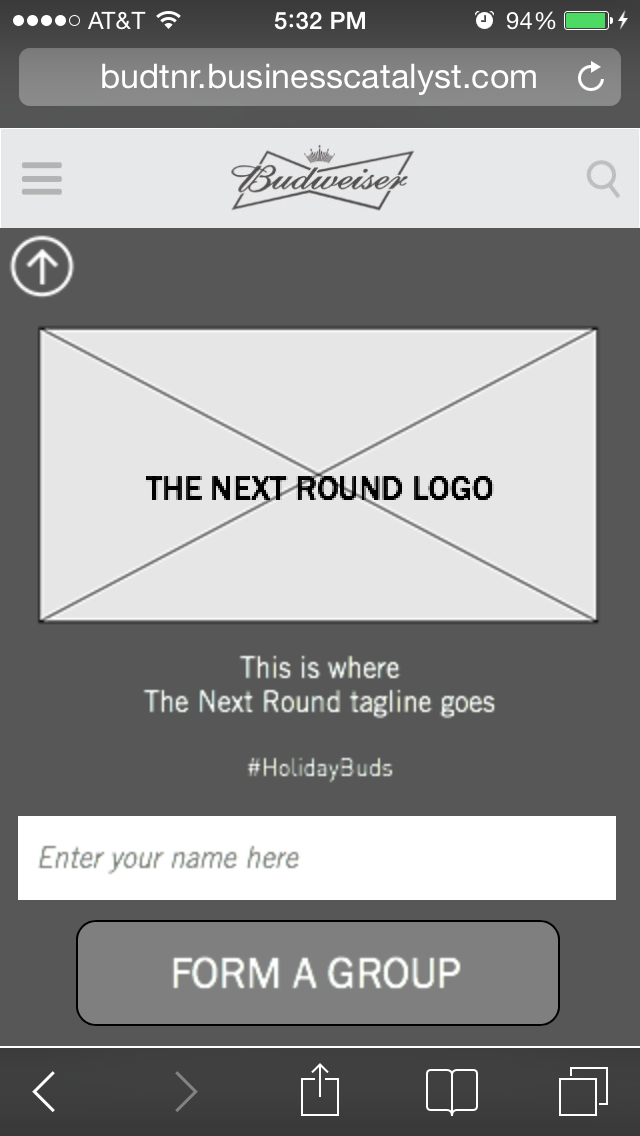 AT&T 5:32 PM 94%
budtnr.businesscatalyst.com
Budweiser
THE NEXT ROUND LOGO
This is where
The Next Round tagline goes
#HolidayBuds
Enter your name here
FORM A GROUP